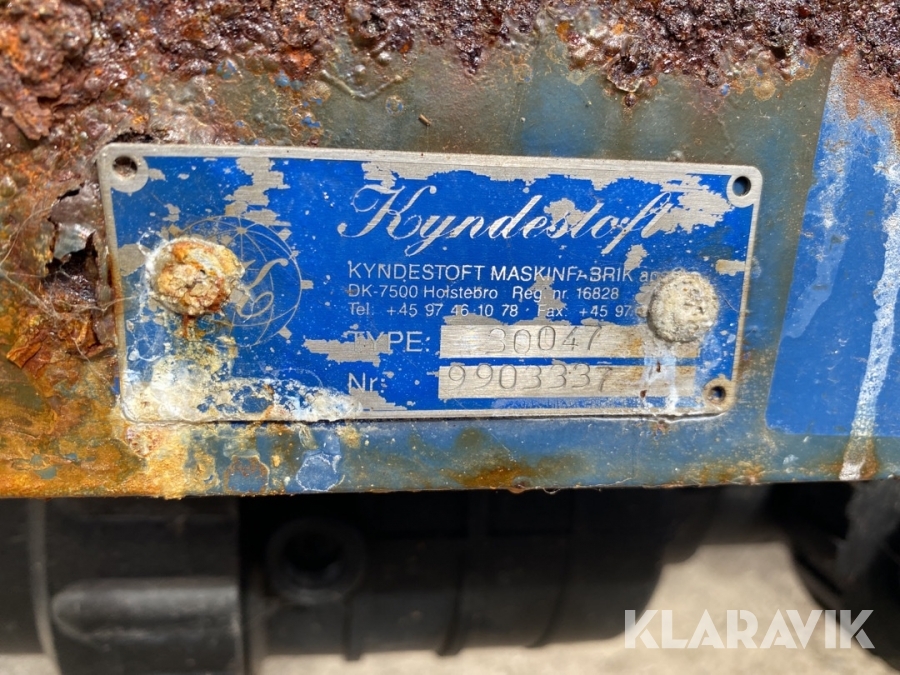 Kyndestoft
KYNDESTOFT MASKINFABRIK
DK-7500 Holstebro Reg. nr. 16828
Tel: +45 97 46 10 78 Fax: +45 97
TYPE: 30047
Nr: 9903337
KLARAVIK